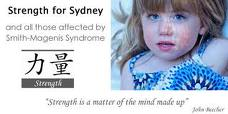 Strength for Sydney
and all those affected by
Smith-Magenis Syndrome
力量
Strength
"Strength is a matter of the mind made up"
John Beecher